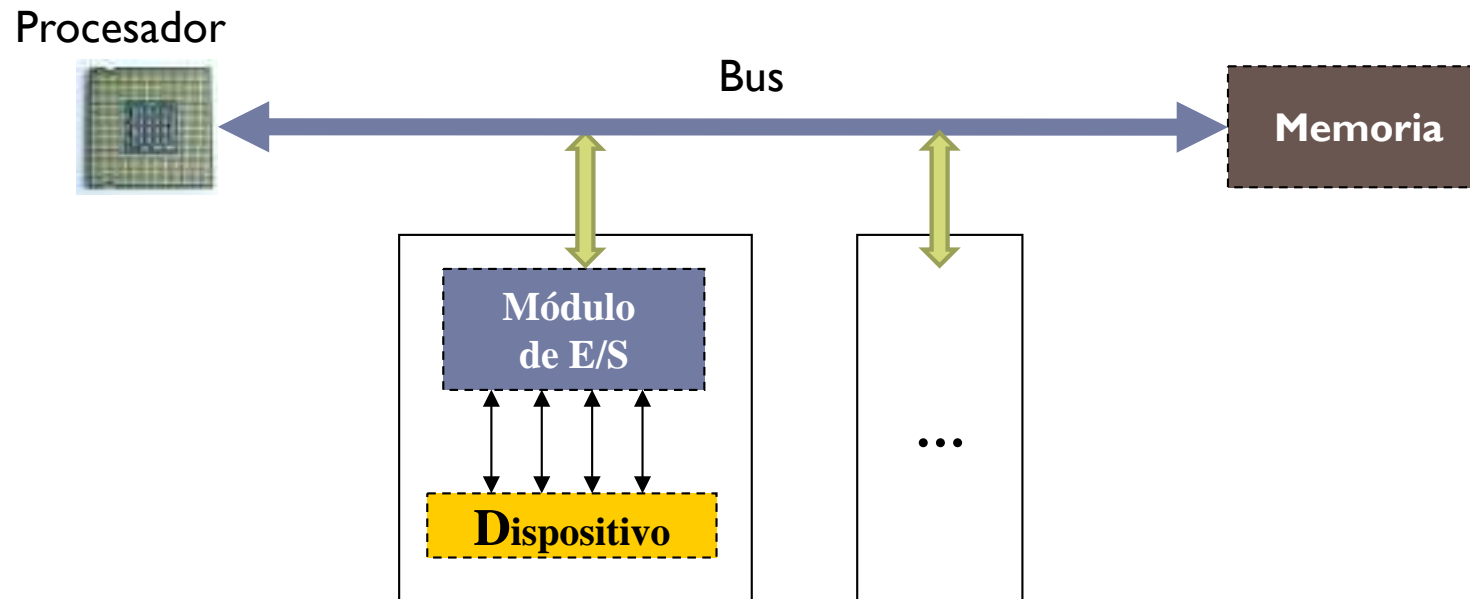 Procesador
Bus
Memoria
Módulo
de E/S
...
Dispositivo